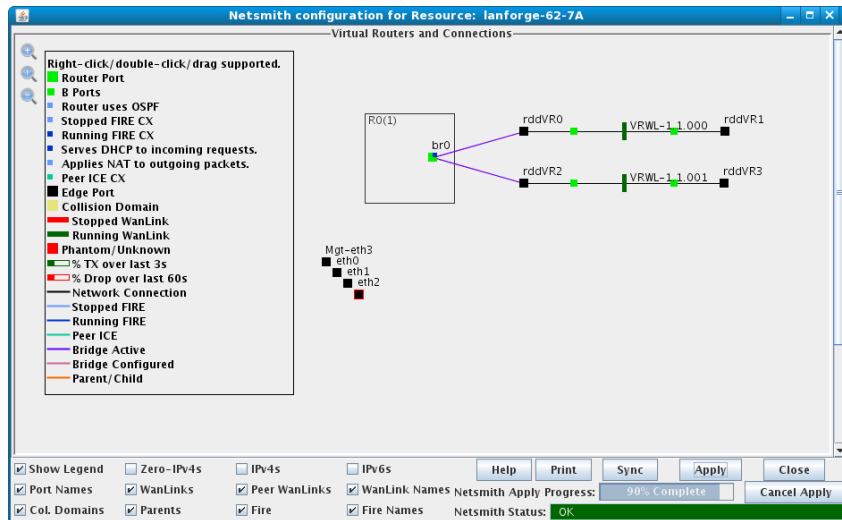 Netsmith configuration for Resource: lanforge-62-7A
Virtual Routers and Connections
Right-click/double-click/drag supported.
Router Port
B Ports
Router uses OSPF
Stopped FIRE CX
Running FIRE CX
Serves DHCP to incoming requests.
Applies NAT to outgoing packets.
Peer ICE CX
Edge Port
Collision Domain
Stopped WanLink
Running WanLink
Phantom/Unknown
% TX over last 3s
% Drop over last 60s
Network Connection
Stopped FIRE
Running FIRE
Peer ICE
Bridge Active
Bridge Configured
Parent/Child
R0(1)
br0
rddVR0
VRWL-1.1.000
rddVR1
rddVR2
VRWL-1.1.001
rddVR3
Mgt-eth3
eth0
eth1
eth2
Show Legend Zero-IPv4s IPv4s IPv6s Help Print Sync Apply Close
Port Names WanLinks Peer WanLinks WanLink Names Netsmith Apply Progress: 90% Complete Cancel Apply
Col. Domains Parents Fire Fire Names Netsmith Status: OK